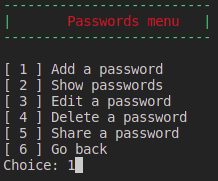 -----------------------
|       Passwords menu   |
-----------------------
[ 1 ] Add a password
[ 2 ] Show passwords
[ 3 ] Edit a password
[ 4 ] Delete a password
[ 5 ] Share a password
[ 6 ] Go back
Choice: 1